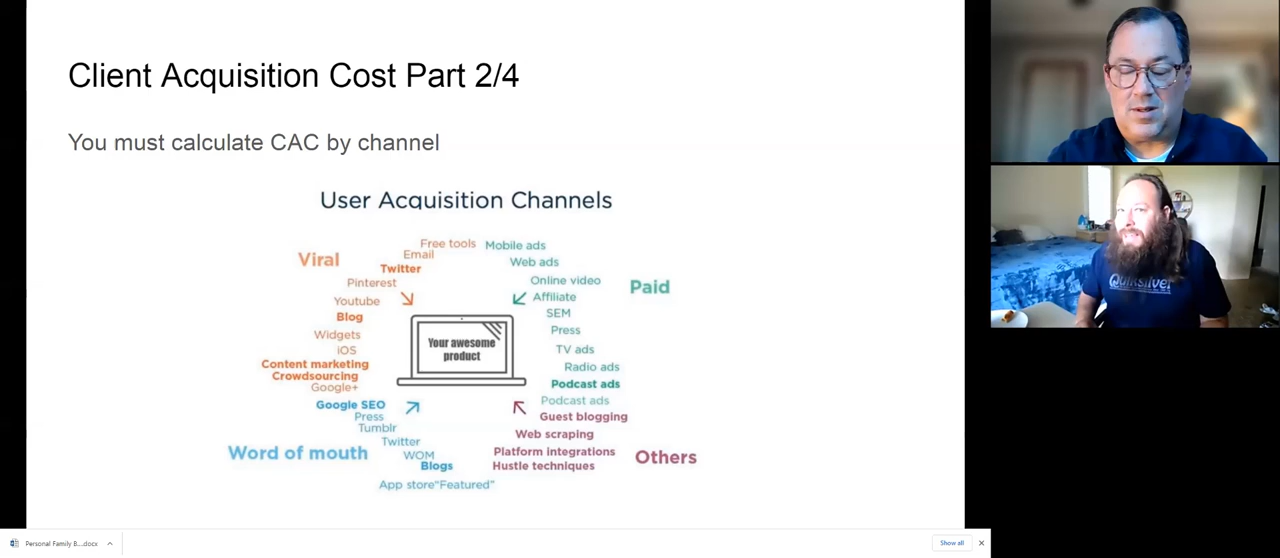 Client Acquisition Cost Part 2/4
You must calculate CAC by channel
User Acquisition Channels
Viral
Free tools
Email
Twitter
Pinterest
Youtube
Blog
Widgets
iOS
Content marketing
Crowdsourcing
Google+
Mobile ads
Web ads
Online video
Affiliate
SEM
Press
TV ads
Radio ads
Podcast ads
Podcast ads
Paid
Your awesome
product
Google SEO
Press
Tumblr
Twitter
WOM
Blogs
App store"Featured"
Word of mouth
Guest blogging
Web scraping
Platform integrations
Hustle techniques
Others
Quiksilver
Personal Family B....docx
Show all